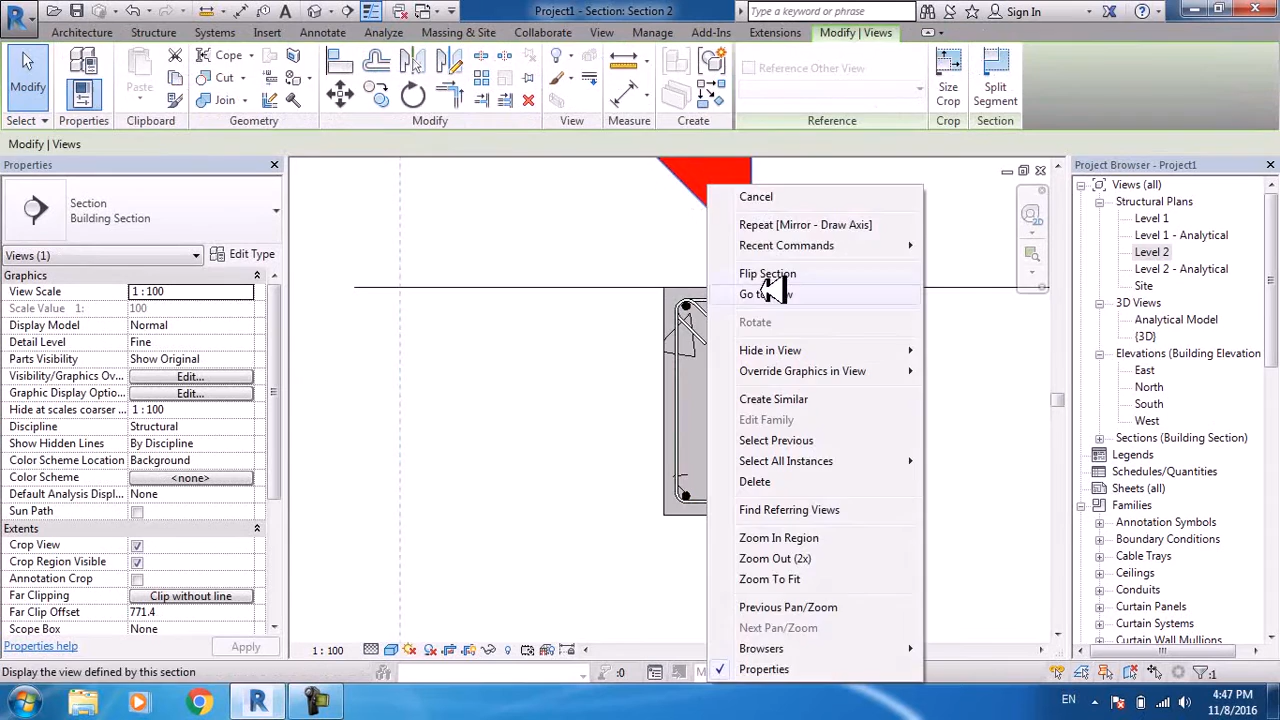 Project1 - Section: Section 2
Type a keyword or phrase
Sign In
Architecture
Structure
Systems
Insert
Annotate
Analyze
Massing & Site
Collaborate
View
Manage
Add-Ins
Extensions
Modify | Views
Modify
Paste
Cope
Cut
Join
Reference Other View
Size Crop
Split Segment
Select
Properties
Clipboard
Geometry
Modify
View
Measure
Create
Reference
Crop
Section
Modify | Views
Properties
Section
Building Section
Views (1)
Edit Type
Graphics
View Scale 1 : 100
Scale Value 1: 100
Display Model Normal
Detail Level Fine
Parts Visibility Show Original
Visibility/Graphics Ov... Edit...
Graphic Display Optio... Edit...
Hide at scales coarser ... 1 : 100
Discipline Structural
Show Hidden Lines By Discipline
Color Scheme Location Background
Color Scheme <none>
Default Analysis Displ... None
Sun Path
Extents
Crop View
Crop Region Visible
Annotation Crop
Far Clipping Clip without line
Far Clip Offset 771.4
Scope Box None
Properties help
Apply
Cancel
Repeat [Mirror - Draw Axis]
Recent Commands
Flip Section
Rotate
Hide in View
Override Graphics in View
Create Similar
Edit Family
Select Previous
Select All Instances
Delete
Find Referring Views
Zoom In Region
Zoom Out (2x)
Zoom To Fit
Previous Pan/Zoom
Next Pan/Zoom
Browsers
Properties
Project Browser - Project1
Views (all)
Structural Plans
Level 1
Level 1 - Analytical
Level 2
Level 2 - Analytical
Site
3D Views
Analytical Model
{3D}
Elevations (Building Elevation
East
North
South
West
Sections (Building Section)
Legends
Schedules/Quantities
Sheets (all)
Families
Annotation Symbols
Boundary Conditions
Cable Trays
Ceilings
Conduits
Curtain Panels
Curtain Systems
Curtain Wall Mullions
1 : 100
Display the view defined by this section
:0
:1
EN
4:47 PM
11/8/2016